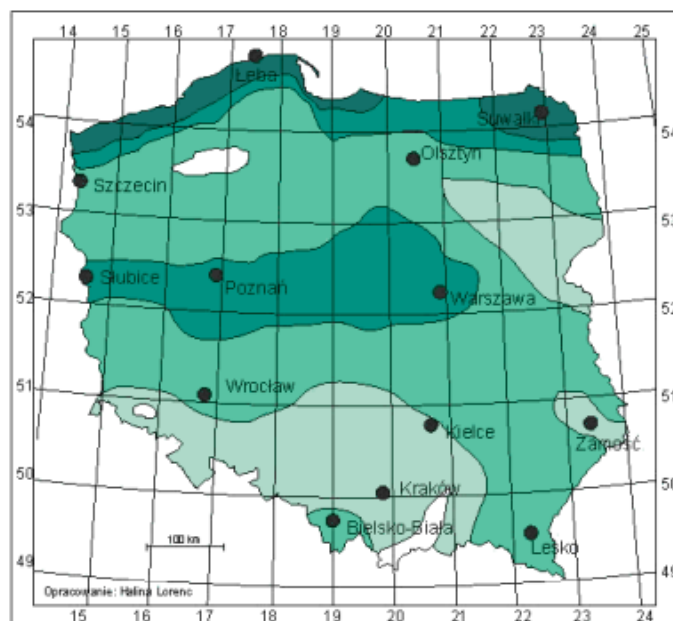 14 15 16 17 18 19 20 21 22 23 24 25
Łeba
54
Suwałki
54
Olsztyn
Szczecin
53
53
Słubice
Poznań
52
Warszawa
52
Wrocław
51
51
Kielce
Zamość
50
Kraków
50
Bielsko-Biała
Lesko
100 km
49
49
Opracowanie: Halina Lorenc
15 16 17 18 19 20 21 22 23 24